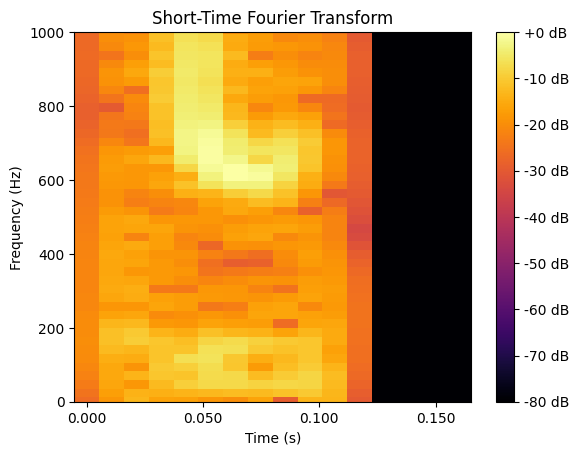 Short-Time Fourier Transform
Frequency (Hz)
1000
800
600
400
200
0
0.000
0.050
0.100
0.150
Time (s)
+0 dB
-10 dB
-20 dB
-30 dB
-40 dB
-50 dB
-60 dB
-70 dB
-80 dB